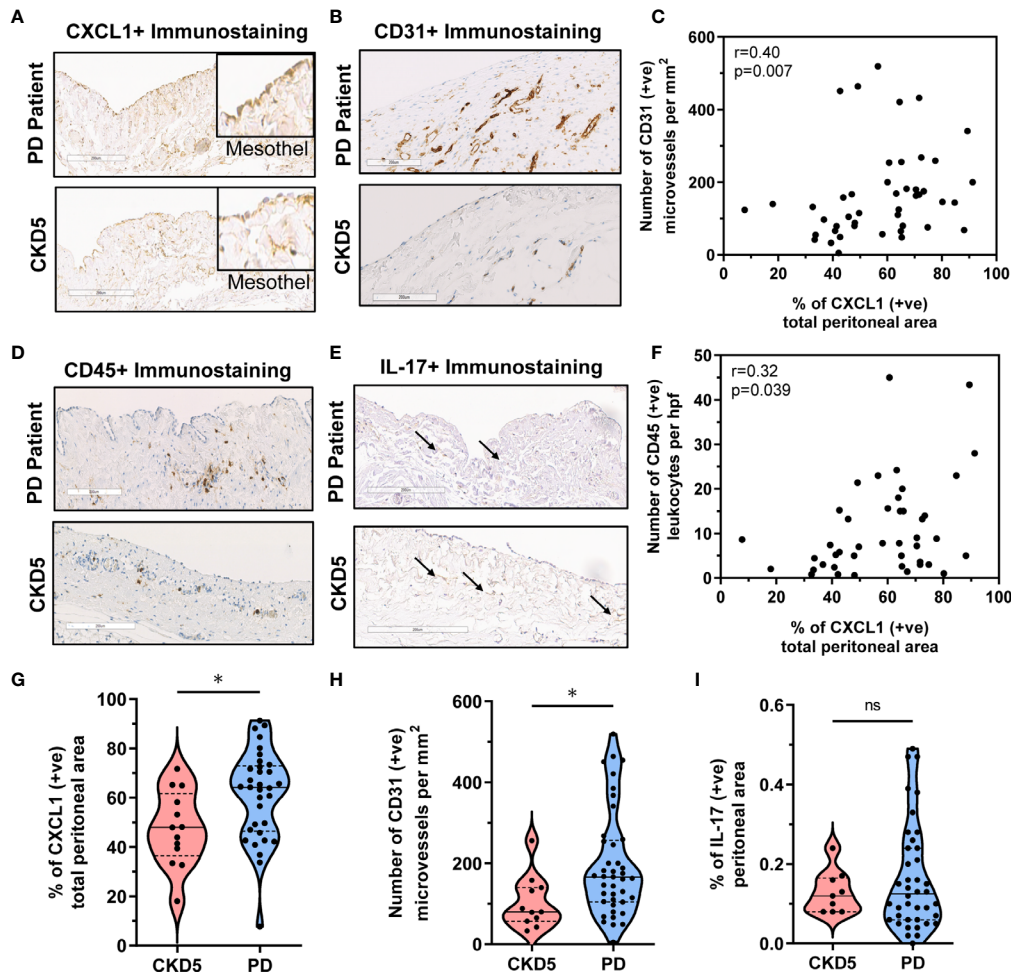 A
CXCL1+ Immunostaining
PD Patient
Mesothel
CKD5
Mesothel
B
CD31+ Immunostaining
PD Patient
CKD5
200um
C
r=0.40
p=0.007
Number of CD31 (+ve)
microvessels per mm²
600
400
200
0
0 20 40 60 80 100
% of CXCL1 (+ve)
total peritoneal area
D
CD45+ Immunostaining
PD Patient
CKD5
E
IL-17+ Immunostaining
PD Patient
CKD5
F
r=0.32
p=0.039
Number of CD45 (+ve)
leukocytes per hpf
50
40
30
20
10
0
0 20 40 60 80 100
% of CXCL1 (+ve)
total peritoneal area
G
*
% of CXCL1 (+ve)
total peritoneal area
100
80
60
40
20
0
CKD5 PD
H
*
Number of CD31 (+ve)
microvessels per mm²
600
400
200
0
CKD5 PD
I
ns
% of IL-17 (+ve)
peritoneal area
0.6
0.4
0.2
0.0
CKD5 PD